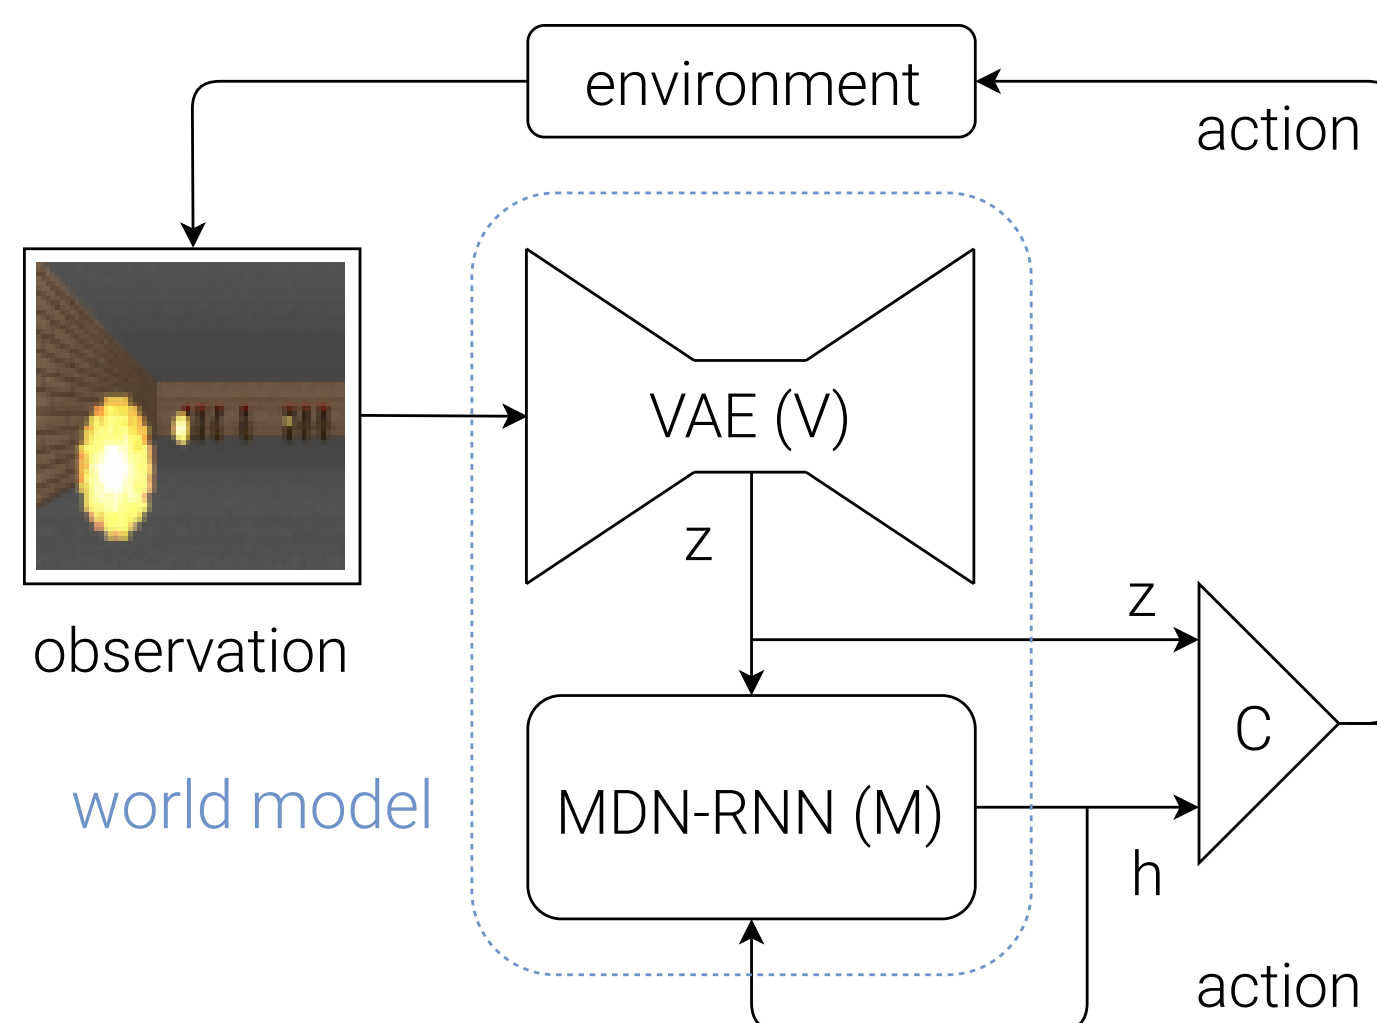 environment
action
VAE (V)
z
z
observation
C
world model
MDN-RNN (M)
h
action